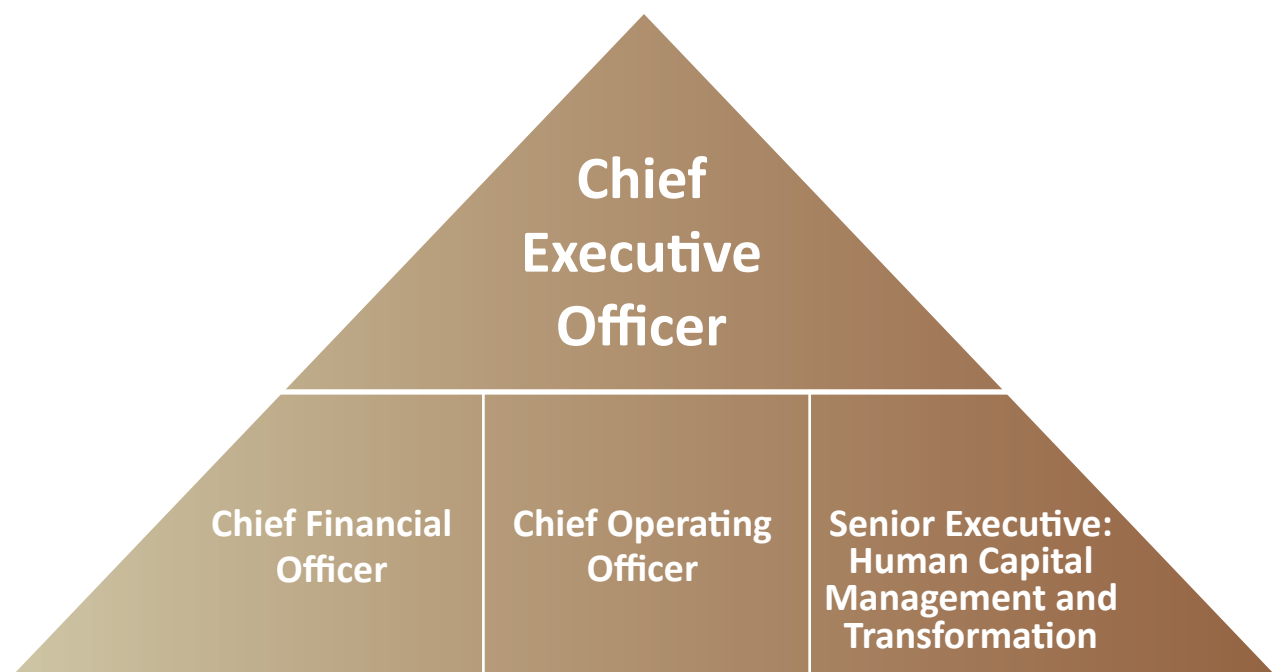 Chief
Executive
Officer
Chief Financial
Officer
Chief Operating
Officer
Senior Executive:
Human Capital
Management and
Transformation